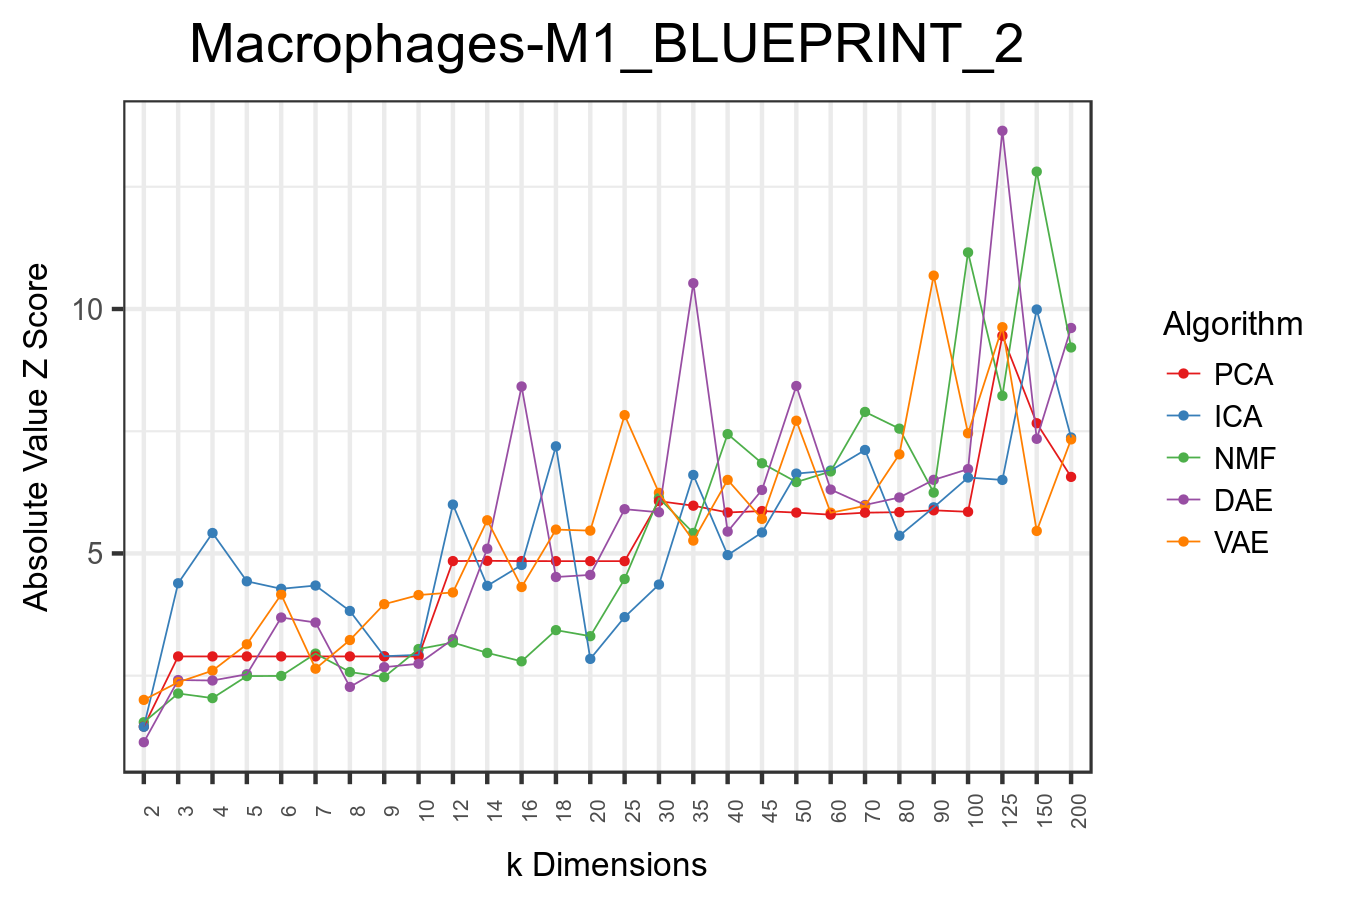 Macrophages-M1_BLUEPRINT_2
Absolute Value Z Score
10
5
2 3 4 5 6 7 8 9 10 12 14 16 18 20 25 30 35 40 45 50 60 70 80 90 100 125 150 200
k Dimensions
Algorithm
PCA
ICA
NMF
DAE
VAE